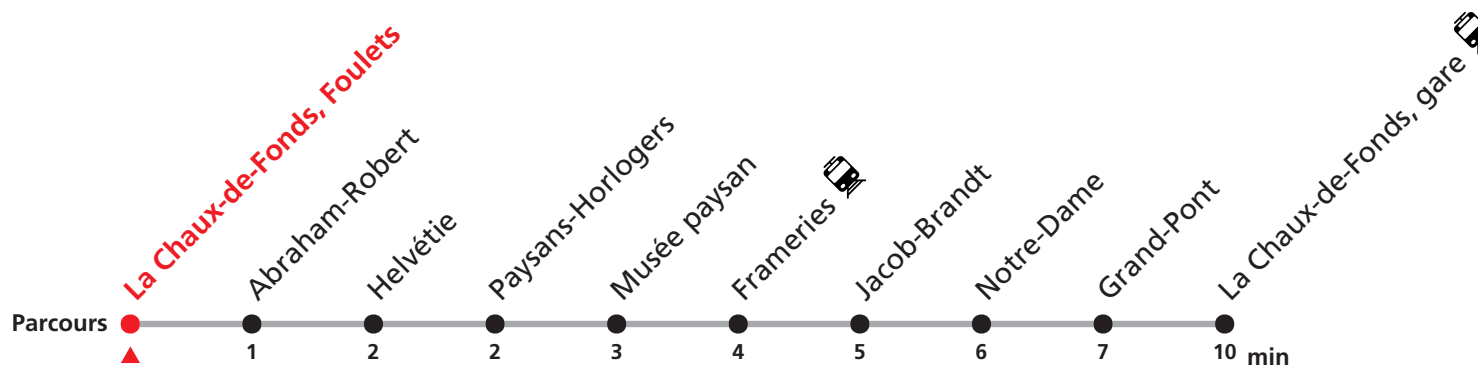 La Chaux-de-Fonds, Foulets
Abraham-Robert
Helvétie
Paysans-Horlogers
Musée paysan
Frameries
Jacob-Brandt
Notre-Dame
Grand-Pont
La Chaux-de-Fonds, gare
Parcours
1 2 2 3 4 5 6 7 10 min